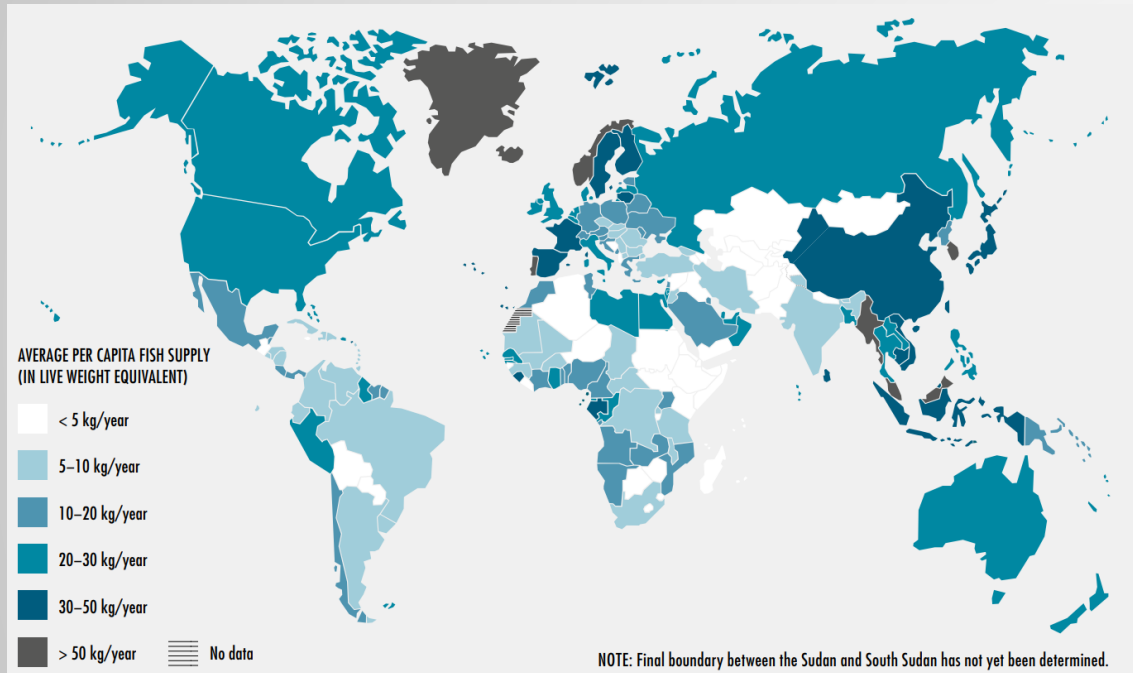 AVERAGE PER CAPITA FISH SUPPLY
(IN LIVE WEIGHT EQUIVALENT)
< 5 kg/year
5–10 kg/year
10–20 kg/year
20–30 kg/year
30–50 kg/year
> 50 kg/year
No data
NOTE: Final boundary between the Sudan and South Sudan has not yet been determined.